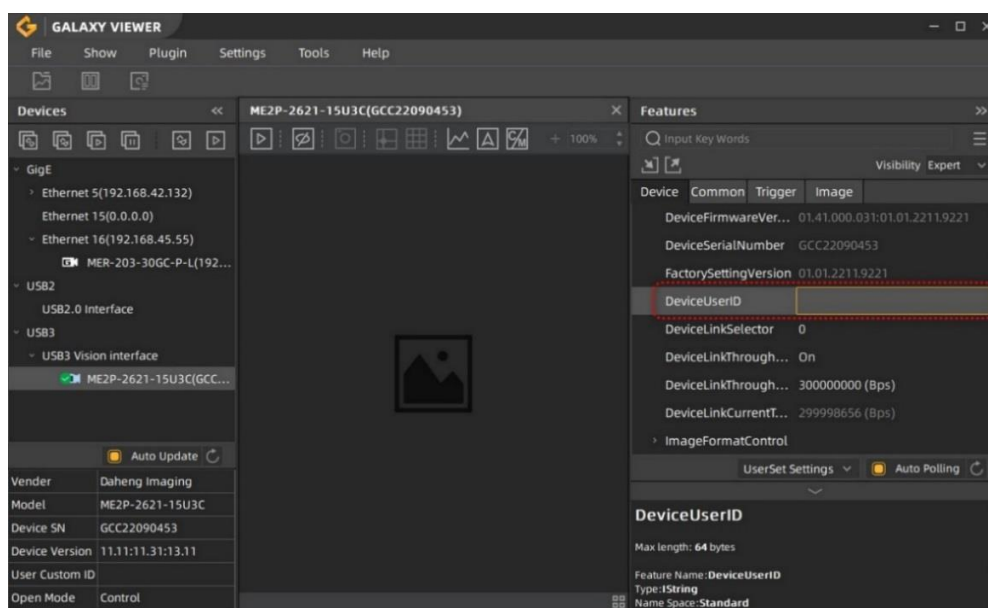 GALAXY VIEWER
File Show Plugin Settings Tools Help
Devices
GigE
Ethernet 5(192.168.42.132)
Ethernet 15(0.0.0.0)
Ethernet 16(192.168.45.55)
MER-203-30GC-P-L(192...
USB2
USB2.0 Interface
USB3
USB3 Vision interface
ME2P-2621-15U3C(GCC...
Auto Update
Vender Daheng Imaging
Model ME2P-2621-15U3C
Device SN GCC22090453
Device Version 11.11:11.31:13.11
User Custom ID
Open Mode Control
ME2P-2621-15U3C(GCC22090453)
C/M
100%
Features
Input Key Words
Visibility Expert
Device Common Trigger Image
DeviceFirmwareVer... 01.41.000.031:01.01.2211.9221
DeviceSerialNumber GCC22090453
FactorySettingVersion 01.01.2211.9221
DeviceUserID
DeviceLinkSelector 0
DeviceLinkThrough... On
DeviceLinkThrough... 300000000 (Bps)
DeviceLinkCurrentT... 299998656 (Bps)
ImageFormatControl
UserSet Settings Auto Polling
DeviceUserID
Max length: 64 bytes
Feature Name:DeviceUserID
Type:IString
Name Space:Standard